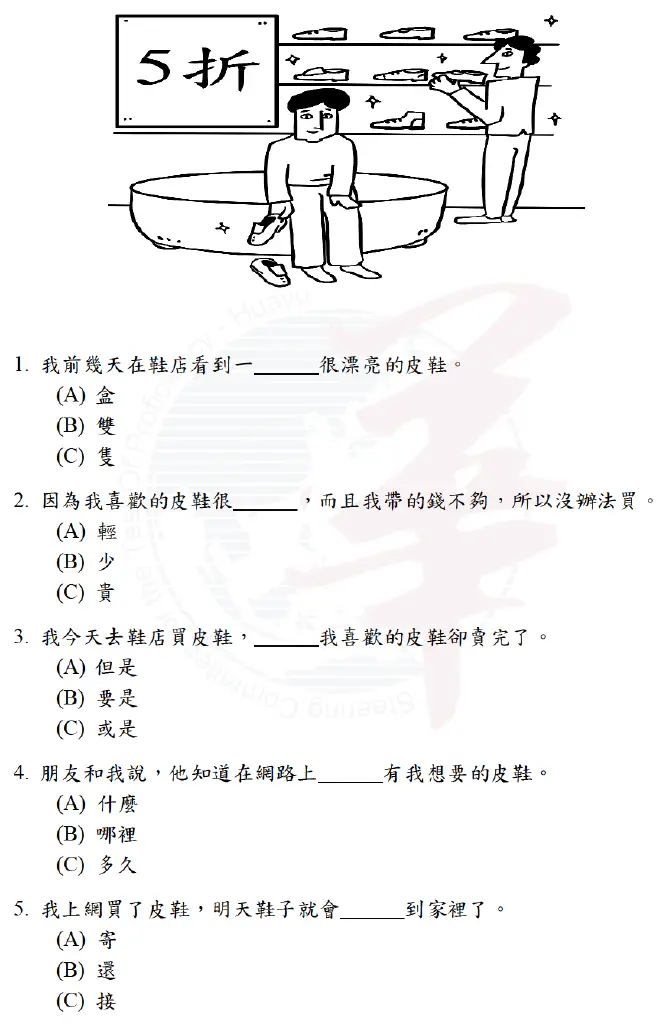 5折
1. 我前幾天在鞋店看到一______很漂亮的皮鞋。
(A) 盒
(B) 雙
(C) 隻
2. 因為我喜歡的皮鞋很______,而且我帶的錢不夠,所以沒辦法買。
(A) 輕
(B) 少
(C) 貴
3. 我今天去鞋店買皮鞋,______我喜歡的皮鞋卻賣完了。
(A) 但是
(B) 要是
(C) 或是
4. 朋友和我說,他知道在網路上______有我想要的皮鞋。
(A) 什麼
(B) 哪裡
(C) 多久
5. 我上網買了皮鞋,明天鞋子就會______到家裡了。
(A) 寄
(B) 還
(C) 接
華